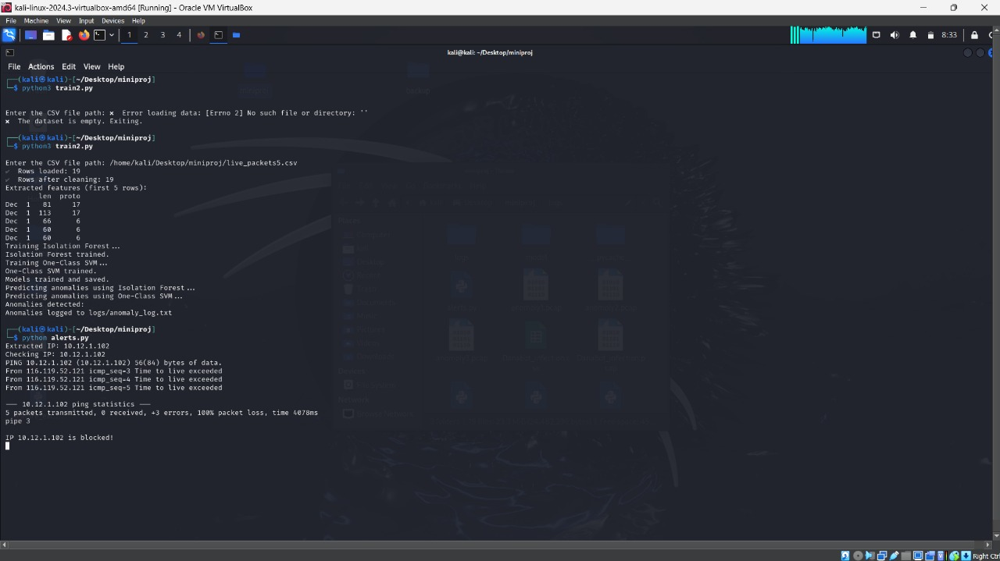 kali-linux-2024.3-virtualbox-amd64 [Running] - Oracle VM VirtualBox
File Machine View Input Devices Help
1 2 3 4 8:33
kali@kali: ~/Desktop/miniproj
File Actions Edit View Help
┌──(kali㉿kali)-[~/Desktop/miniproj]
└─$ python3 train2.py
Enter the CSV file path: ✖ Error loading data: [Errno 2] No such file or directory: ''
✖ The dataset is empty. Exiting.
┌──(kali㉿kali)-[~/Desktop/miniproj]
└─$ python3 train2.py
Enter the CSV file path: /home/kali/Desktop/miniproj/live_packets5.csv
✓ Rows loaded: 19
✓ Rows after cleaning: 19
Extracted features (first 5 rows):
len proto
Dec 1 81 17
Dec 1 113 17
Dec 1 66 6
Dec 1 60 6
Dec 1 60 6
Training Isolation Forest...
Isolation Forest trained.
Training One-Class SVM...
One-Class SVM trained.
Models trained and saved.
Predicting anomalies using Isolation Forest...
Predicting anomalies using One-Class SVM...
Anomalies detected:
Anomalies logged to logs/anomaly_log.txt
┌──(kali㉿kali)-[~/Desktop/miniproj]
└─$ python alerts.py
Extracted IP: 10.12.1.102
Checking IP: 10.12.1.102
PING 10.12.1.102 (10.12.1.102) 56(84) bytes of data.
From 116.119.52.121 icmp_seq=3 Time to live exceeded
From 116.119.52.121 icmp_seq=4 Time to live exceeded
From 116.119.52.121 icmp_seq=5 Time to live exceeded
--- 10.12.1.102 ping statistics ---
5 packets transmitted, 0 received, +3 errors, 100% packet loss, time 4078ms
pipe 3
IP 10.12.1.102 is blocked!
Right Ctr